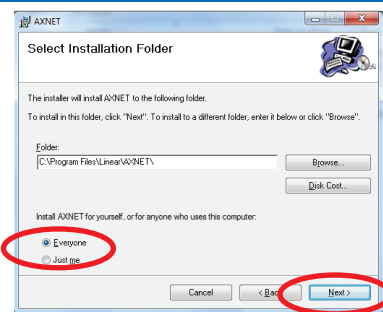 AXNET
Select Installation Folder
The installer will install AXNET to the following folder.
To install in this folder, click "Next". To install to a different folder, enter it below or click "Browse".
Folder:
C:\Program Files\Linear\AXNET\
Browse...
Disk Cost...
Install AXNET for yourself, or for anyone who uses this computer:
Everyone
Just me
Cancel
< Back
Next >